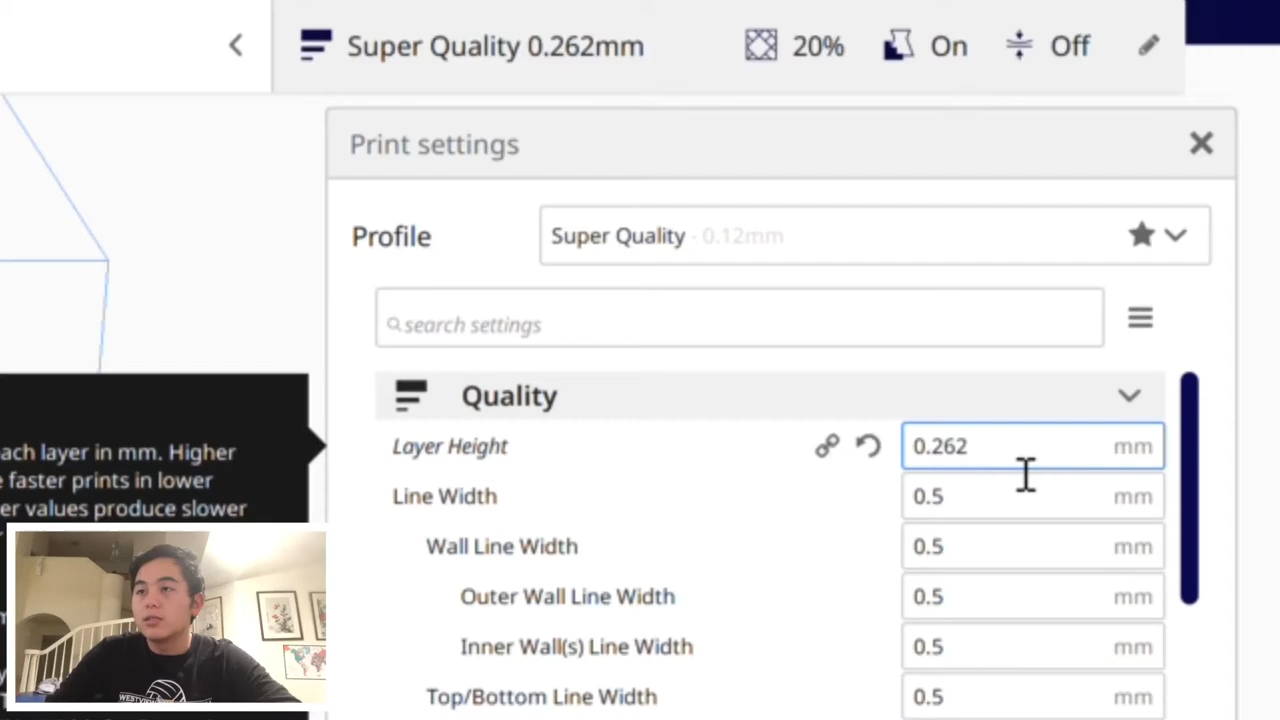 Super Quality 0.262mm 20% On Off
Print settings
Profile Super Quality - 0.12mm
search settings
Quality
Layer Height 0.262 mm
ach layer in mm. Higher
e faster prints in lower
er values produce slower
Line Width 0.5 mm
Wall Line Width 0.5 mm
Outer Wall Line Width 0.5 mm
Inner Wall(s) Line Width 0.5 mm
Top/Bottom Line Width 0.5 mm
WESTVIEW